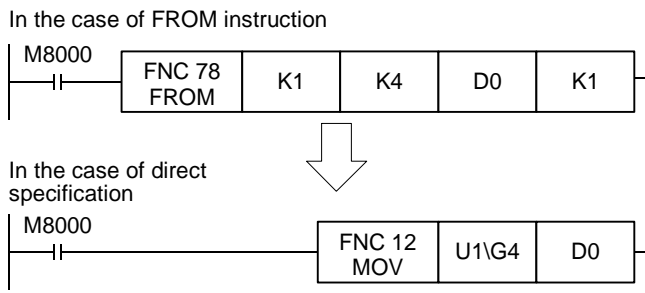 In the case of FROM instruction
M8000
FNC 78
FROM
K1
K4
D0
K1
In the case of direct
specification
M8000
FNC 12
MOV
U1\G4
D0